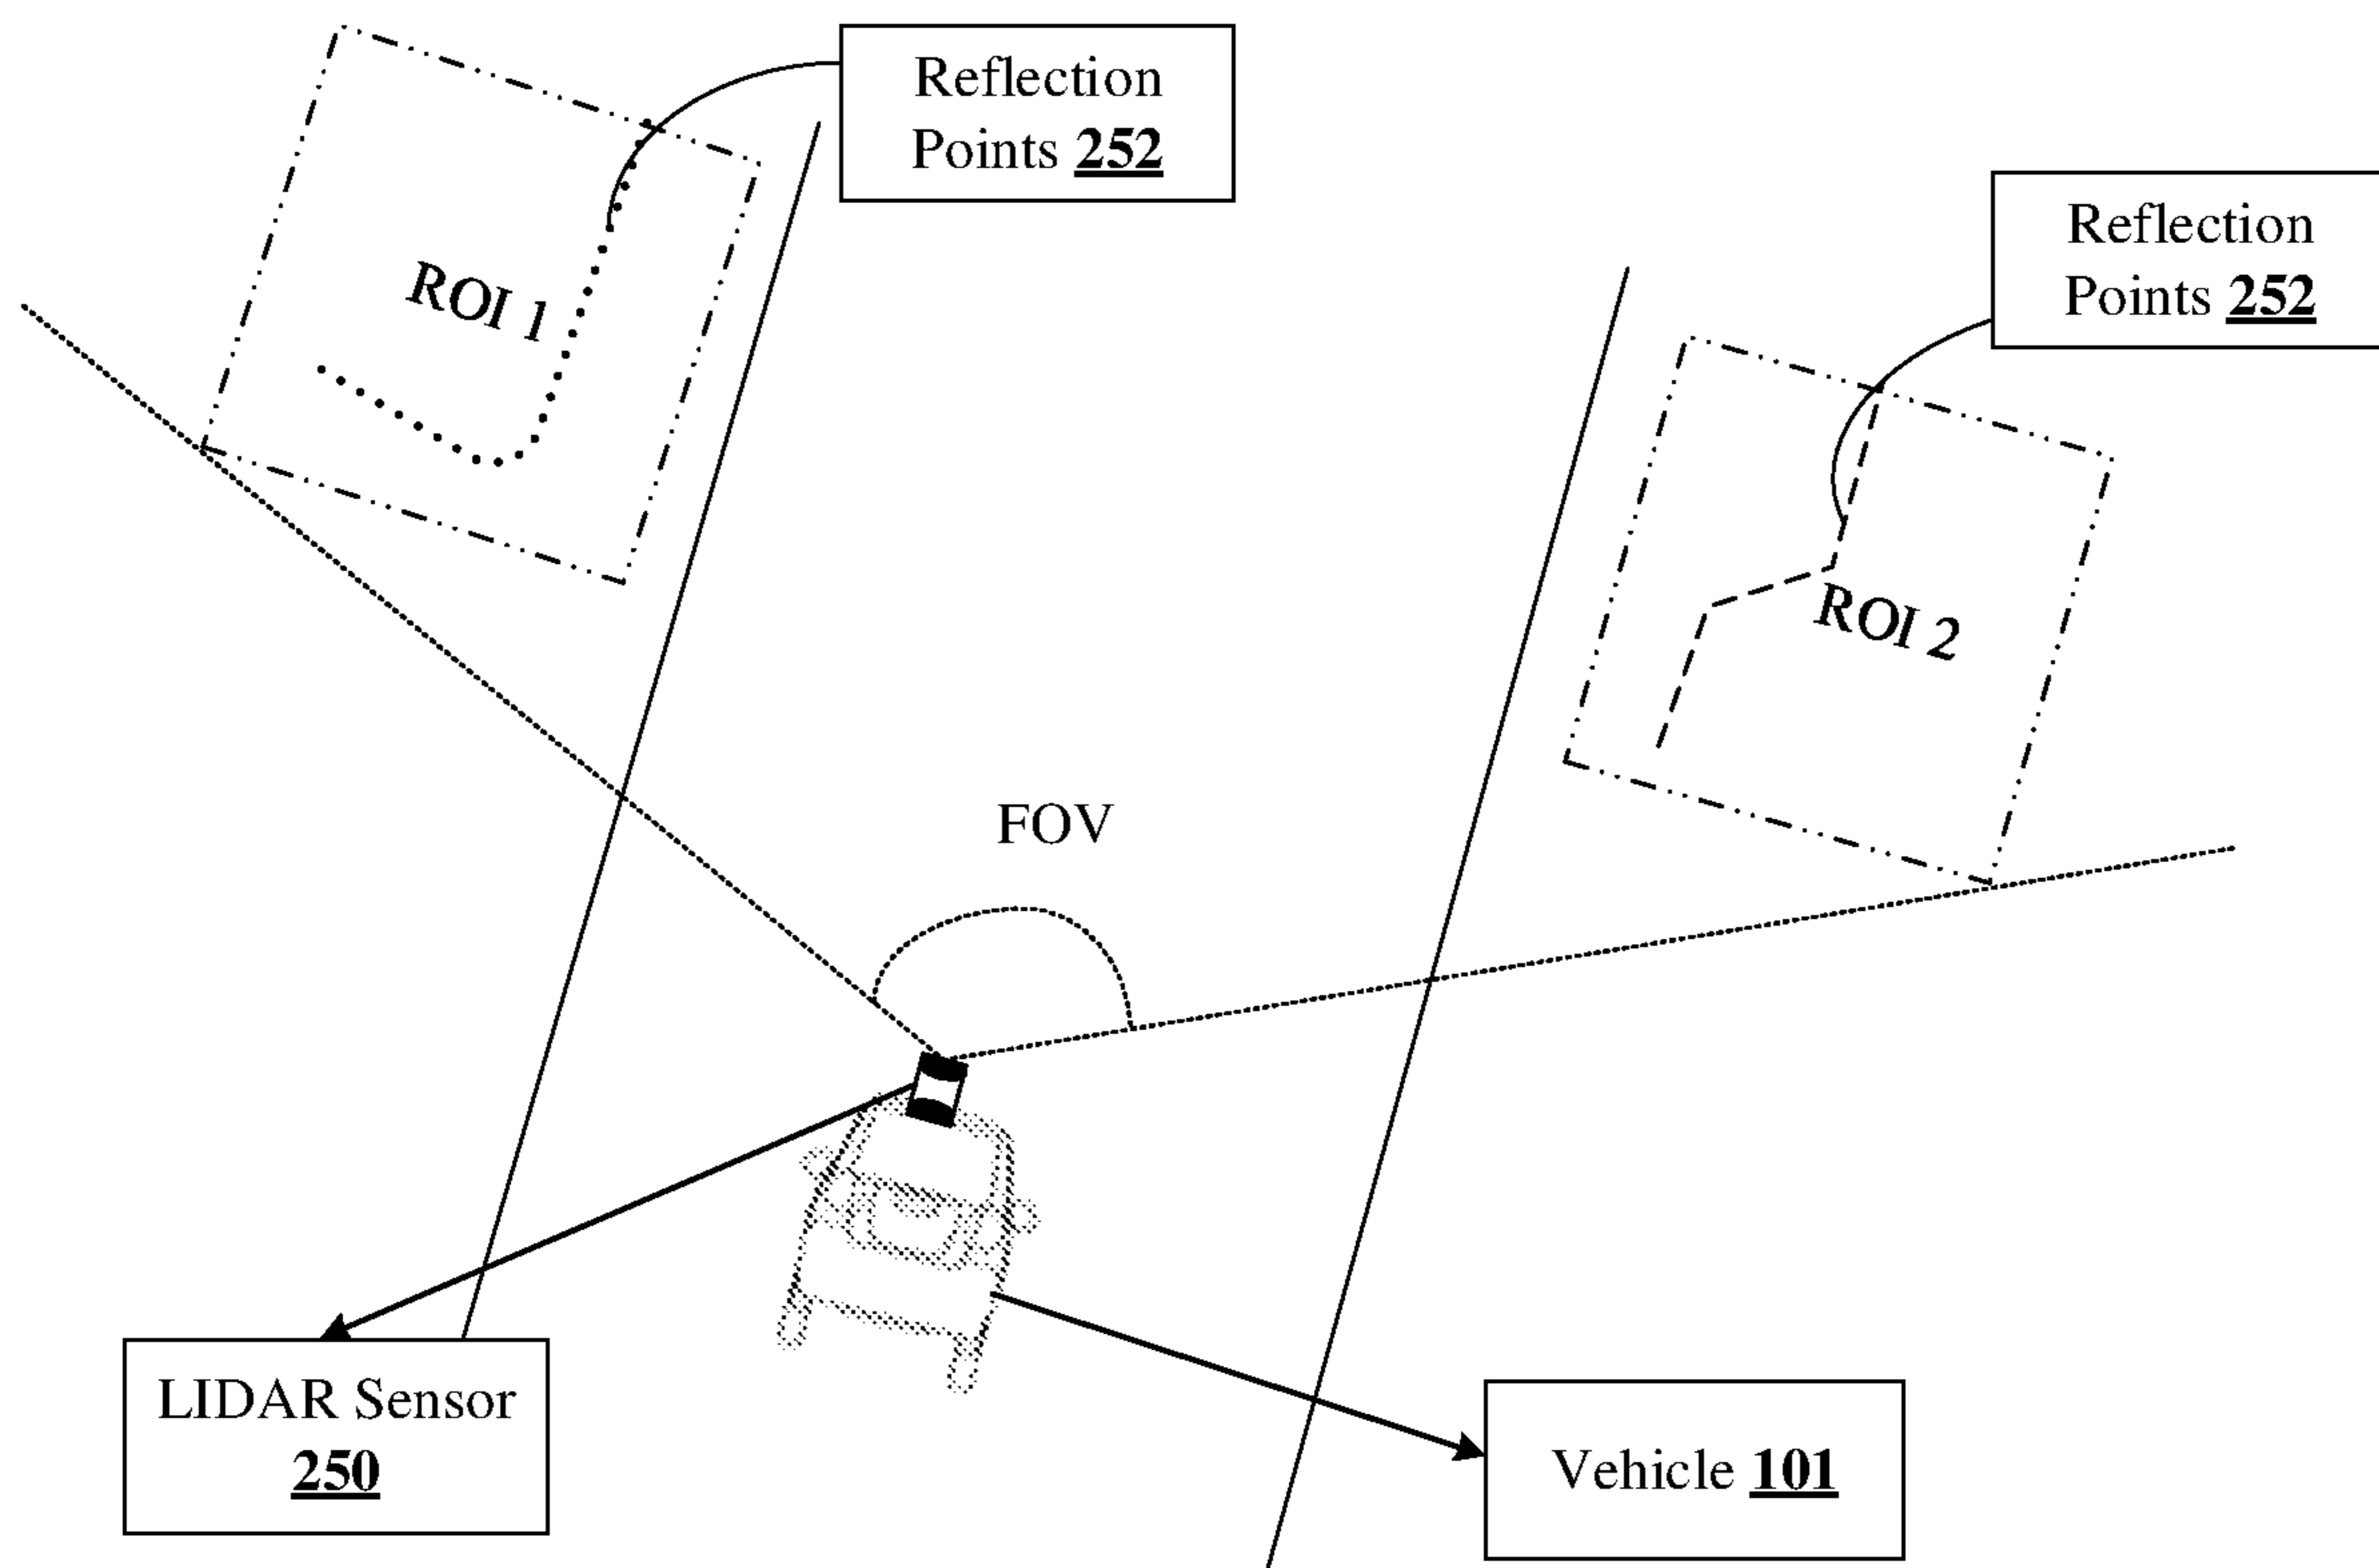 Reflection
Points 252
Reflection
Points 252
ROI 1
ROI 2
FOV
LIDAR Sensor
250
Vehicle 101